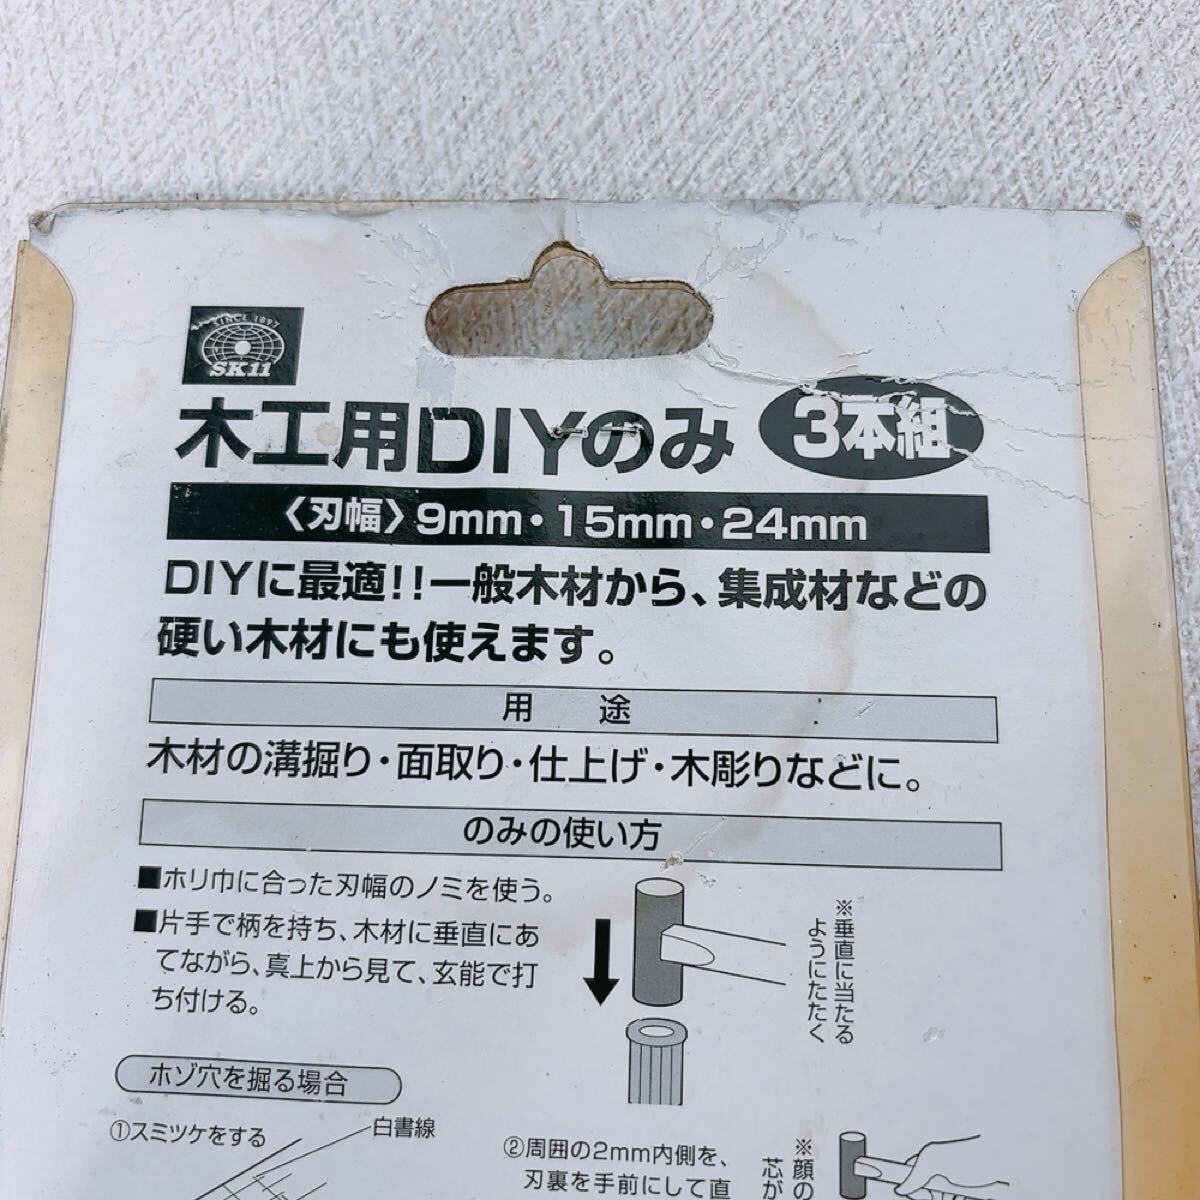 SINCE 1897
SK11
木工用DIYのみ
3本組
〈刃幅〉9mm・15mm・24mm
DIYに最適!!一般木材から、集成材などの
硬い木材にも使えます。
用　途
木材の溝掘り・面取り・仕上げ・木彫りなどに。
のみの使い方
■ホリ巾に合った刃幅のノミを使う。
■片手で柄を持ち、木材に垂直にあ
てながら、真上から見て、玄能で打
ち付ける。
※垂直に当たる
ようにたたく
ホゾ穴を掘る場合
①スミツケをする
白書線
②周囲の2mm内側を、
刃裏を手前にして直
※顔の
芯が